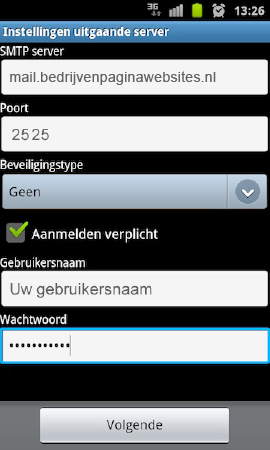 3G 13:26
Instellingen uitgaande server
SMTP server
mail.bedrijvenpaginawebsites.nl
Poort
2525
Beveiligingstype
Geen
Aanmelden verplicht
Gebruikersnaam
Uw gebruikersnaam
Wachtwoord
•••••••••••
Volgende